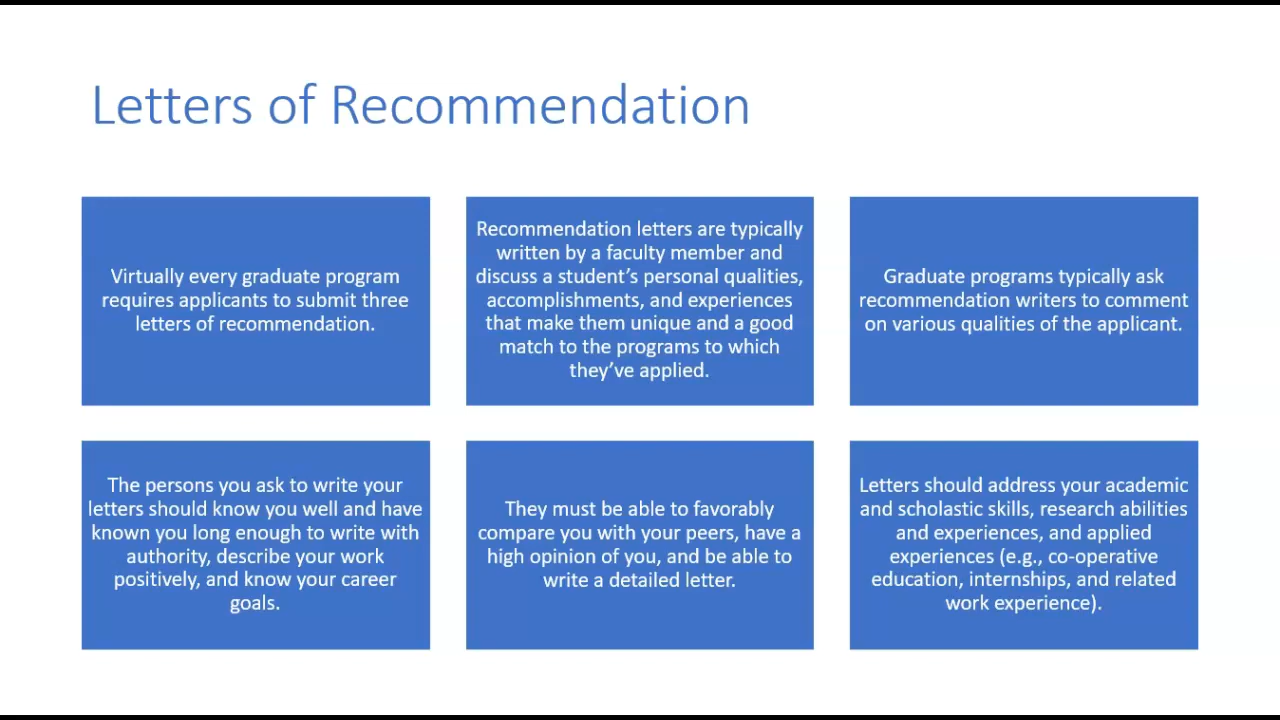 Letters of Recommendation
Virtually every graduate program
requires applicants to submit three
letters of recommendation.
Recommendation letters are typically
written by a faculty member and
discuss a student’s personal qualities,
accomplishments, and experiences
that make them unique and a good
match to the programs to which
they’ve applied.
Graduate programs typically ask
recommendation writers to comment
on various qualities of the applicant.
The persons you ask to write your
letters should know you well and have
known you long enough to write with
authority, describe your work
positively, and know your career
goals.
They must be able to favorably
compare you with your peers, have a
high opinion of you, and be able to
write a detailed letter.
Letters should address your academic
and scholastic skills, research abilities
and experiences, and applied
experiences (e.g., co-operative
education, internships, and related
work experience).